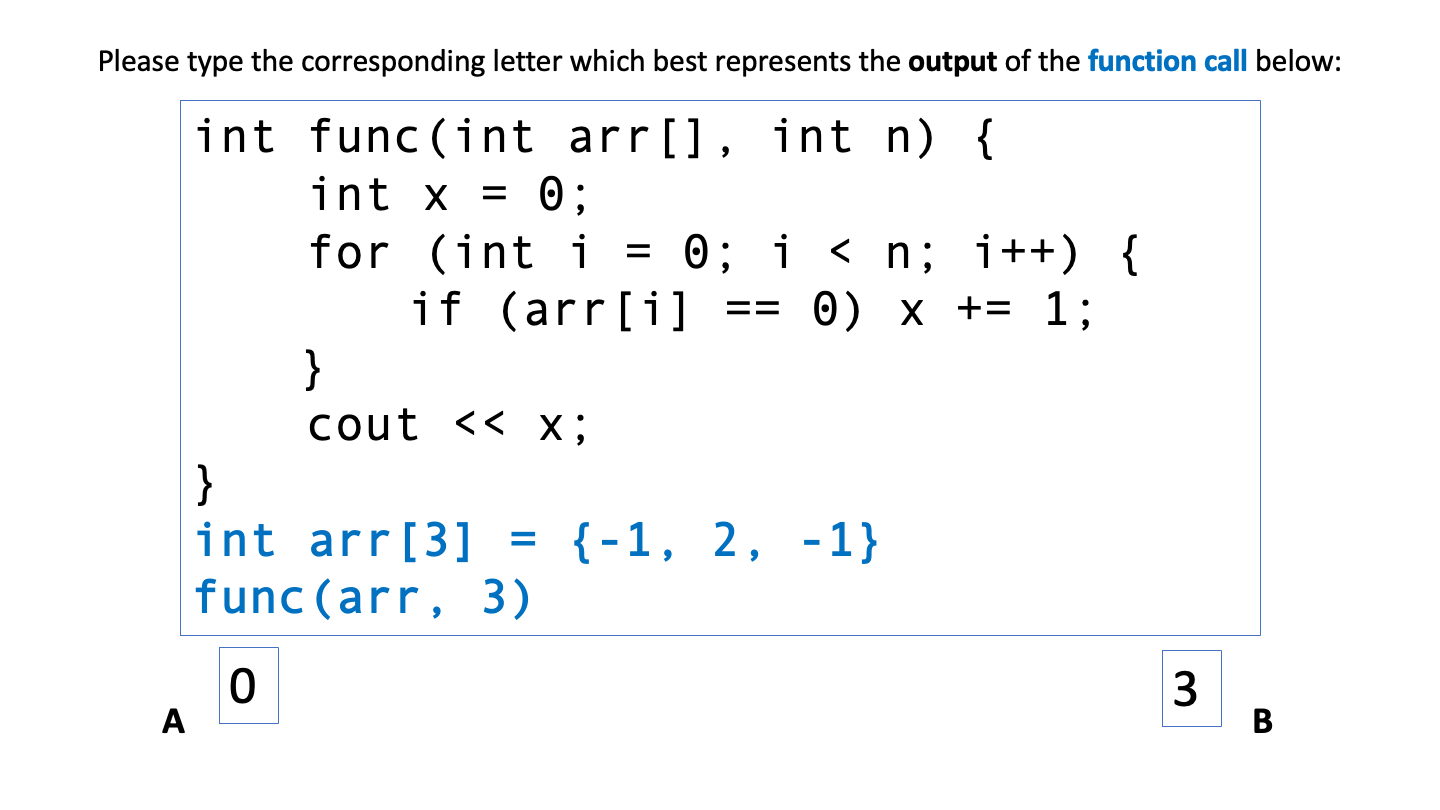 Please type the corresponding letter which best represents the output of the function call below:
int func(int arr[], int n) {
int x = 0;
for (int i = 0; i < n; i++) {
if (arr[i] == 0) x += 1;
}
cout << x;
}
int arr[3] = {-1, 2, -1}
func(arr, 3)
0
3
A
B